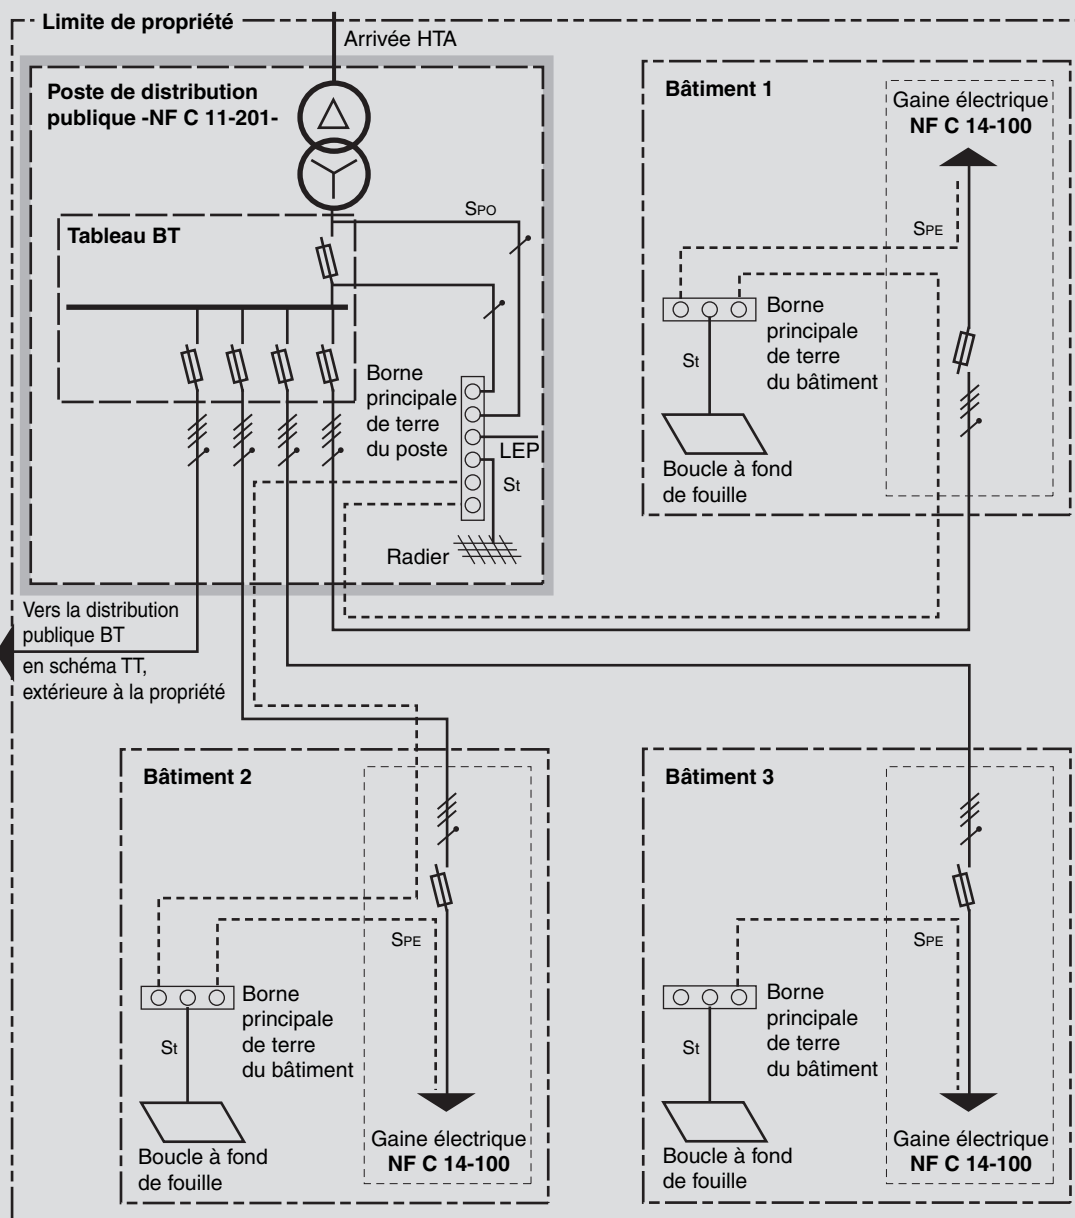 Limite de propriété
Arrivée HTA
Poste de distribution
publique -NF C 11-201-
SPO
Tableau BT
Borne
principale
de terre
du poste
LEP
St
Radier
Bâtiment 1
Gaine électrique
NF C 14-100
SPE
Borne
principale
de terre
du bâtiment
St
Boucle à fond
de fouille
Vers la distribution
publique BT
en schéma TT,
extérieure à la propriété
Bâtiment 2
SPE
Borne
principale
de terre
du bâtiment
St
Boucle à fond
de fouille
Gaine électrique
NF C 14-100
Bâtiment 3
SPE
Borne
principale
de terre
du bâtiment
St
Boucle à fond
de fouille
Gaine électrique
NF C 14-100